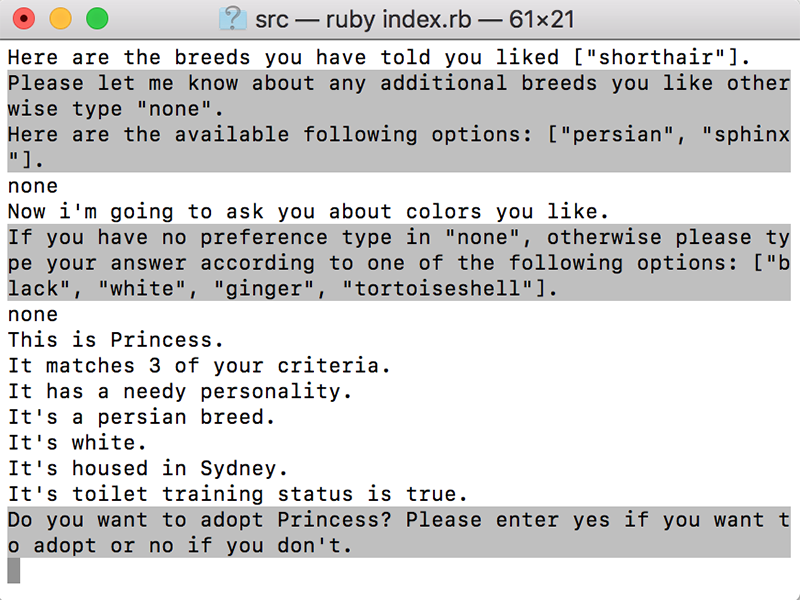 src — ruby index.rb — 61×21
Here are the breeds you have told you liked ["shorthair"].
Please let me know about any additional breeds you like other
wise type "none".
Here are the available following options: ["persian", "sphinx
"].
none
Now i'm going to ask you about colors you like.
If you have no preference type in "none", otherwise please ty
pe your answer according to one of the following options: ["b
lack", "white", "ginger", "tortoiseshell"].
none
This is Princess.
It matches 3 of your criteria.
It has a needy personality.
It's a persian breed.
It's white.
It's housed in Sydney.
It's toilet training status is true.
Do you want to adopt Princess? Please enter yes if you want t
o adopt or no if you don't.